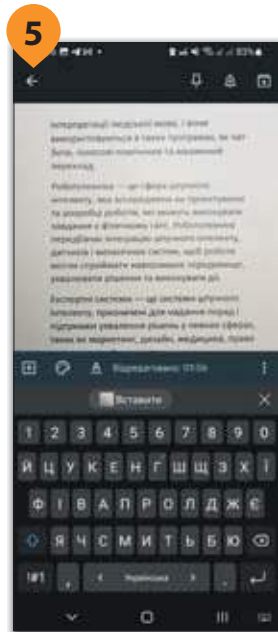 5
інтерпретації людської мови, і вони
використовуються в таких програмах, як чат-
боти, голосові помічники та машинний
переклад.
Робототехніка — це сфера штучного
інтелекту, яка зосереджена на проектуванні
та розробці роботів, які можуть виконувати
завдання у фізичному світі. Робототехніка
передбачає інтеграцію штучного інтелекту,
датчиків і механічних систем, щоб роботи
могли сприймати навколишнє середовище,
ухвалювати рішення та виконувати дії.
Експертні системи — це системи штучного
інтелекту, призначені для надання порад і
підтримки ухвалення рішень у певних сферах,
таких як маркетинг, дизайн, медицина, право
Відредаговано: 01:06
Вставити
1 2 3 4 5 6 7 8 9 0
Й Ц У К Е Н Г Ш Щ З Х Ї
Ф І В А П Р О Л Д Ж Є
Я Ч С М И Т Ь Б Ю
!#1 , Українська .